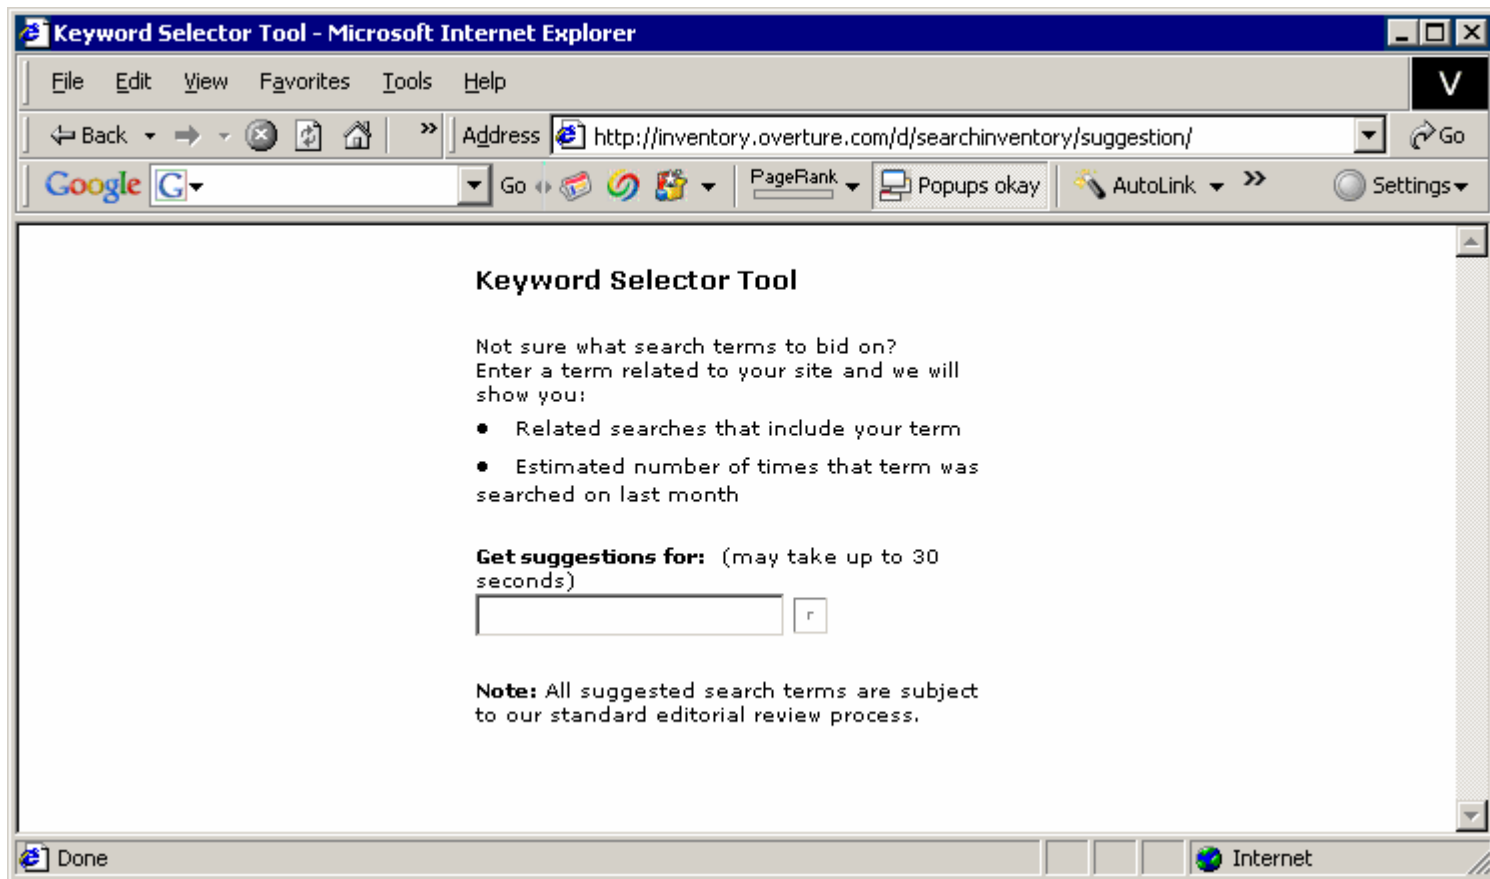 Keyword Selector Tool - Microsoft Internet Explorer
File Edit View Favorites Tools Help
V
Back » Address http://inventory.overture.com/d/searchinventory/suggestion/ Go
Google G Go PageRank Popups okay AutoLink » Settings
Keyword Selector Tool
Not sure what search terms to bid on?
Enter a term related to your site and we will
show you:
● Related searches that include your term
● Estimated number of times that term was
searched on last month
Get suggestions for: (may take up to 30
seconds)
Note: All suggested search terms are subject
to our standard editorial review process.
Done Internet